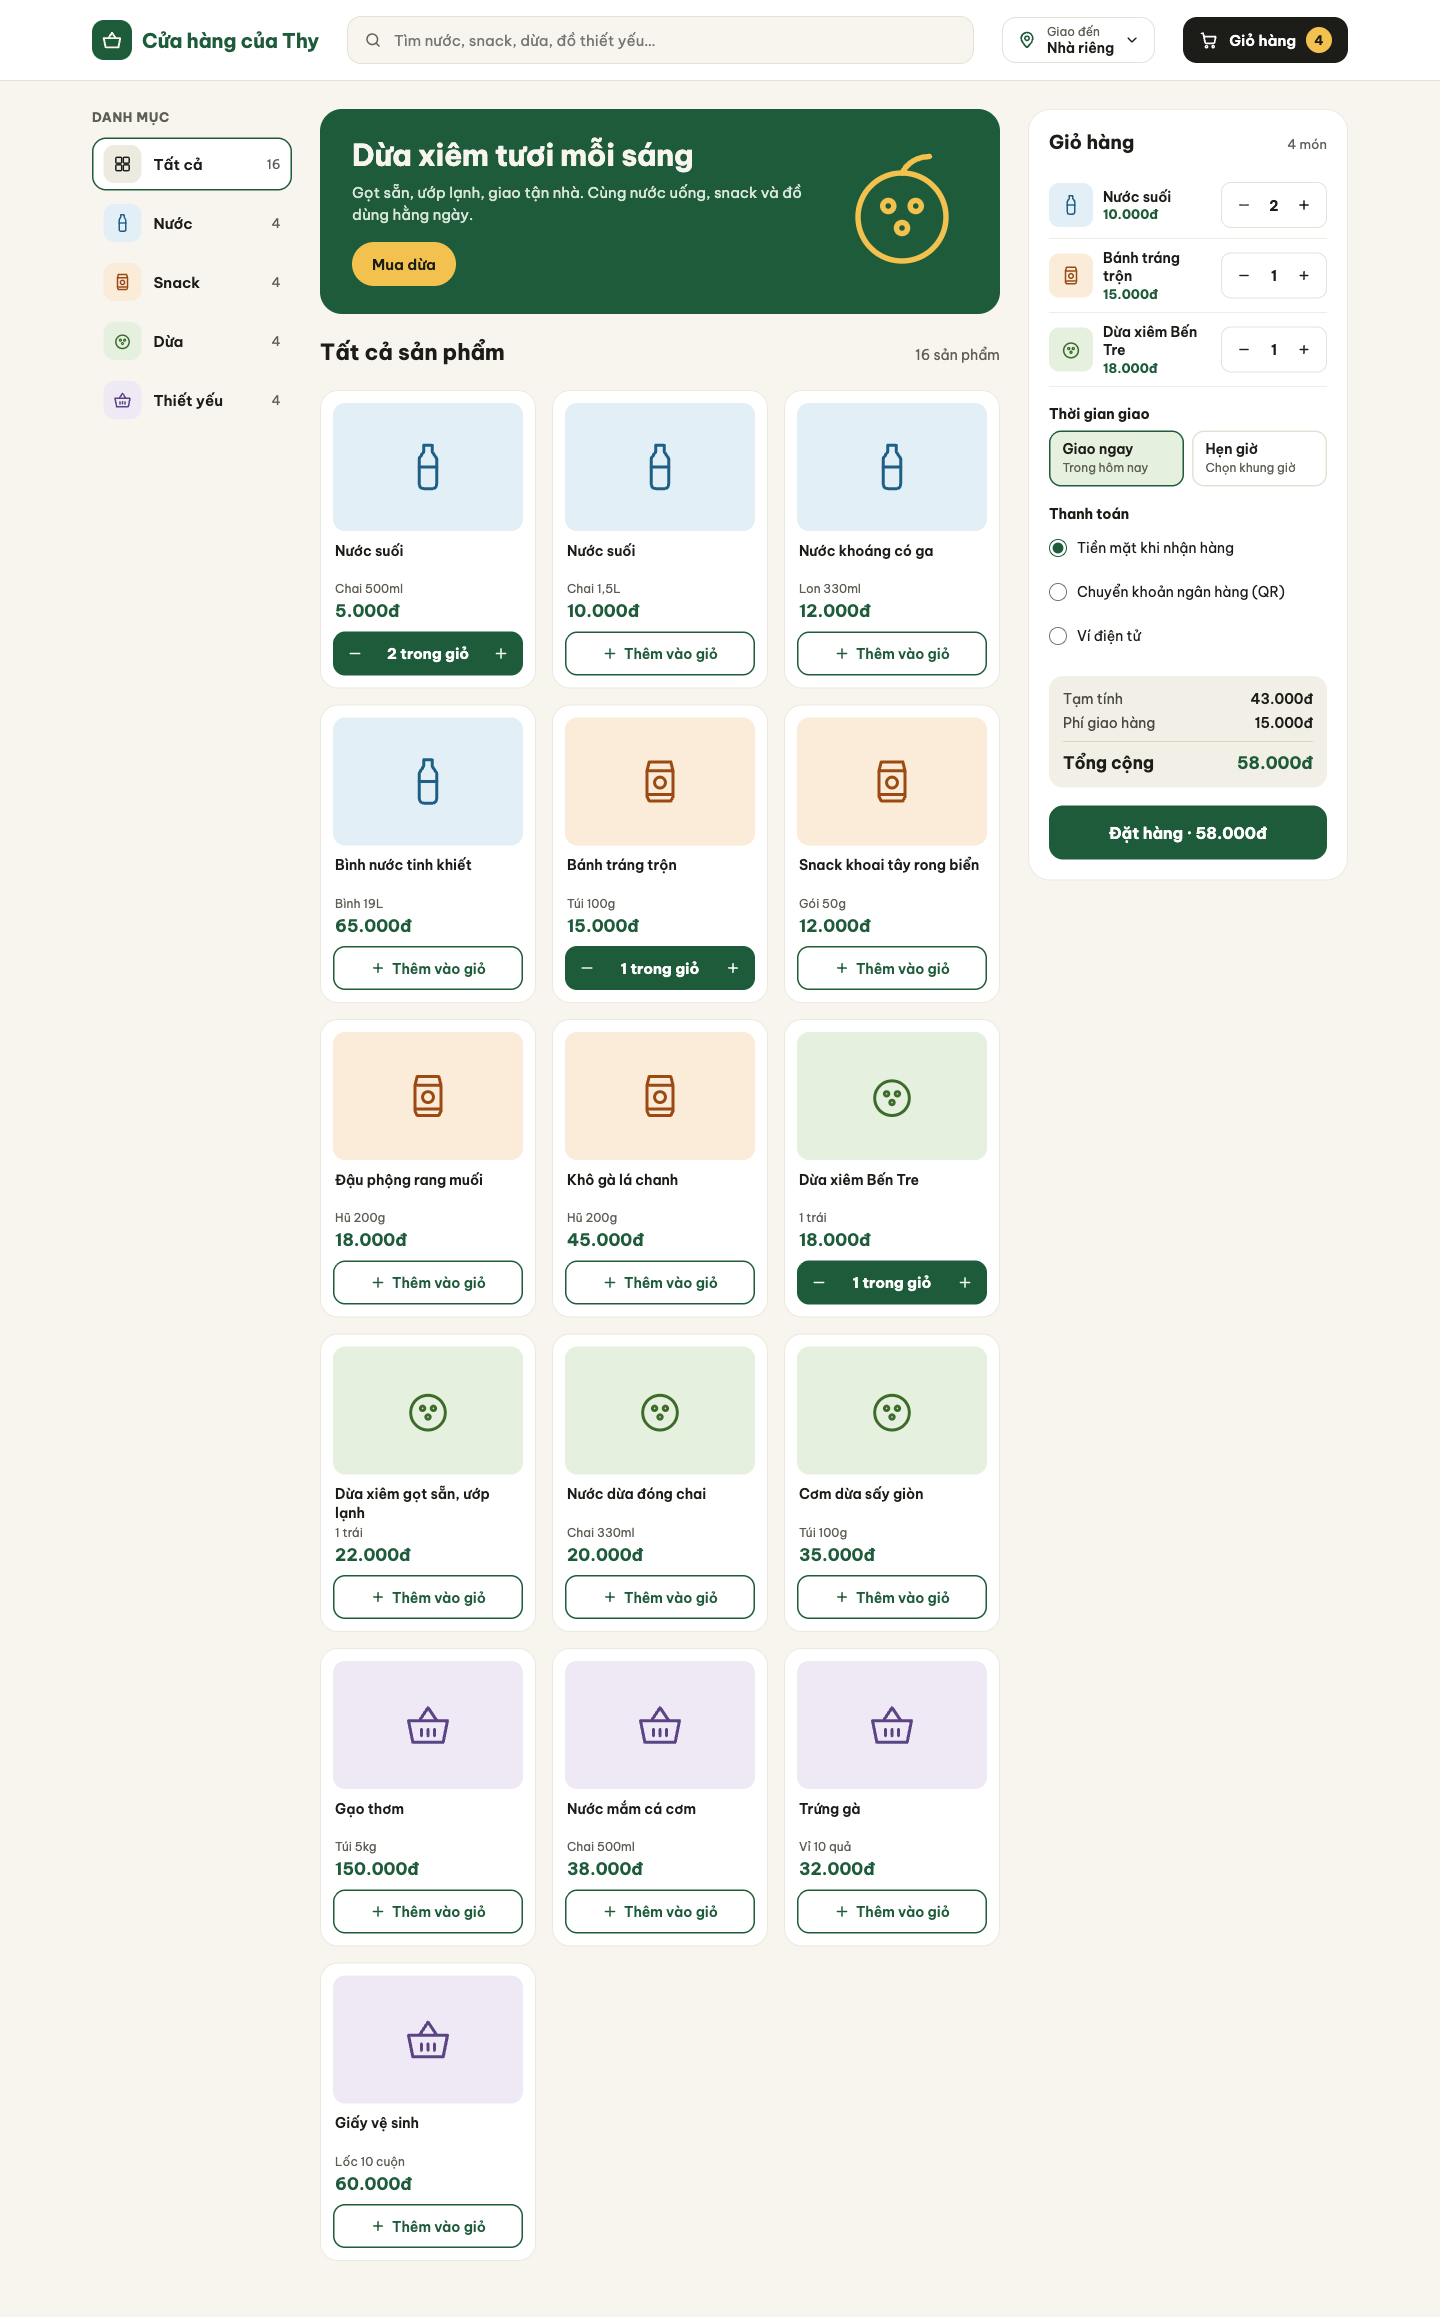 Cửa hàng của Thy
Tìm nước, snack, dừa, đồ thiết yếu...
Giao đến
Nhà riêng
Giỏ hàng 4
DANH MỤC
Tất cả 16
Nước 4
Snack 4
Dừa 4
Thiết yếu 4
Dừa xiêm tươi mỗi sáng
Gọt sẵn, ướp lạnh, giao tận nhà. Cùng nước uống, snack và đồ
dùng hằng ngày.
Mua dừa
Tất cả sản phẩm
16 sản phẩm
Nước suối
Chai 500ml
5.000đ
− 2 trong giỏ +
Nước suối
Chai 1,5L
10.000đ
+ Thêm vào giỏ
Nước khoáng có ga
Lon 330ml
12.000đ
+ Thêm vào giỏ
Bình nước tinh khiết
Bình 19L
65.000đ
+ Thêm vào giỏ
Bánh tráng trộn
Túi 100g
15.000đ
− 1 trong giỏ +
Snack khoai tây rong biển
Gói 50g
12.000đ
+ Thêm vào giỏ
Đậu phộng rang muối
Hũ 200g
18.000đ
+ Thêm vào giỏ
Khô gà lá chanh
Hũ 200g
45.000đ
+ Thêm vào giỏ
Dừa xiêm Bến Tre
1 trái
18.000đ
− 1 trong giỏ +
Dừa xiêm gọt sẵn, ướp
lạnh
1 trái
22.000đ
+ Thêm vào giỏ
Nước dừa đóng chai
Chai 330ml
20.000đ
+ Thêm vào giỏ
Cơm dừa sấy giòn
Túi 100g
35.000đ
+ Thêm vào giỏ
Gạo thơm
Túi 5kg
150.000đ
+ Thêm vào giỏ
Nước mắm cá cơm
Chai 500ml
38.000đ
+ Thêm vào giỏ
Trứng gà
Vỉ 10 quả
32.000đ
+ Thêm vào giỏ
Giấy vệ sinh
Lốc 10 cuộn
60.000đ
+ Thêm vào giỏ
Giỏ hàng
4 món
Nước suối
10.000đ
− 2 +
Bánh tráng
trộn
15.000đ
− 1 +
Dừa xiêm Bến
Tre
18.000đ
− 1 +
Thời gian giao
Giao ngay
Trong hôm nay
Hẹn giờ
Chọn khung giờ
Thanh toán
Tiền mặt khi nhận hàng
Chuyển khoản ngân hàng (QR)
Ví điện tử
Tạm tính 43.000đ
Phí giao hàng 15.000đ
Tổng cộng 58.000đ
Đặt hàng · 58.000đ